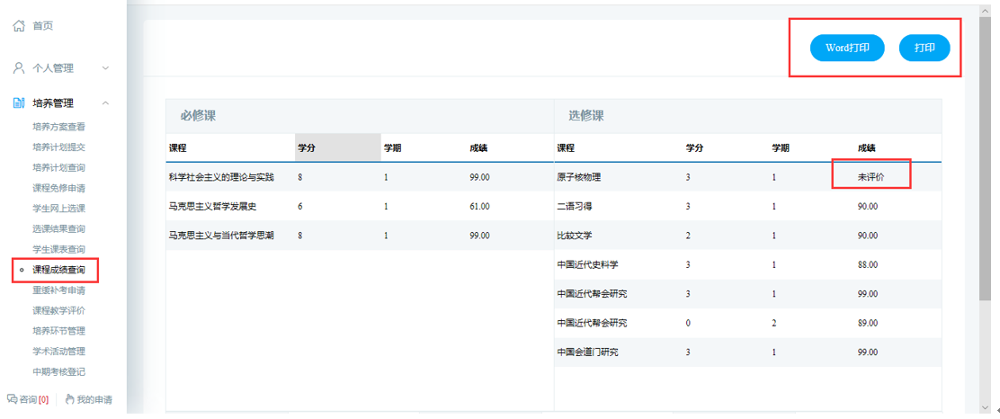 首页
个人管理
培养管理
培养方案查看
培养计划提交
培养计划查询
课程免修申请
学生网上选课
选课结果查询
学生课表查询
课程成绩查询
重缓补考申请
课程教学评价
培养环节管理
学术活动管理
中期考核登记
咨询[0] 我的申请
Word打印 打印
必修课 选修课
课程 学分 学期 成绩 课程 学分 学期 成绩
科学社会主义的理论与实践 8 1 99.00 原子核物理 3 1 未评价
马克思主义哲学发展史 6 1 61.00 二语习得 3 1 90.00
马克思主义与当代哲学思潮 8 1 99.00 比较文学 2 1 90.00
中国近代史料学 3 1 88.00
中国近代帮会研究 3 1 99.00
中国近代帮会研究 0 2 89.00
中国会道门研究 3 1 99.00